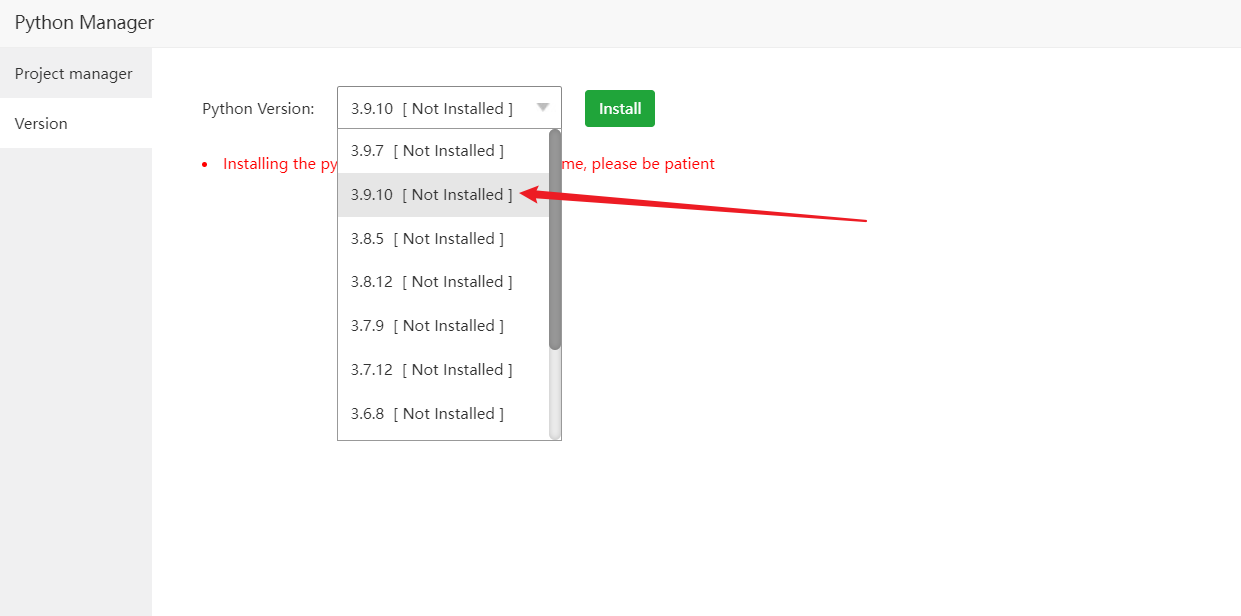 Python Manager
Project manager
Version
Python Version: 3.9.10 [ Not Installed ] Install
Installing the py me, please be patient
3.9.7 [ Not Installed ]
3.9.10 [ Not Installed ]
3.8.5 [ Not Installed ]
3.8.12 [ Not Installed ]
3.7.9 [ Not Installed ]
3.7.12 [ Not Installed ]
3.6.8 [ Not Installed ]